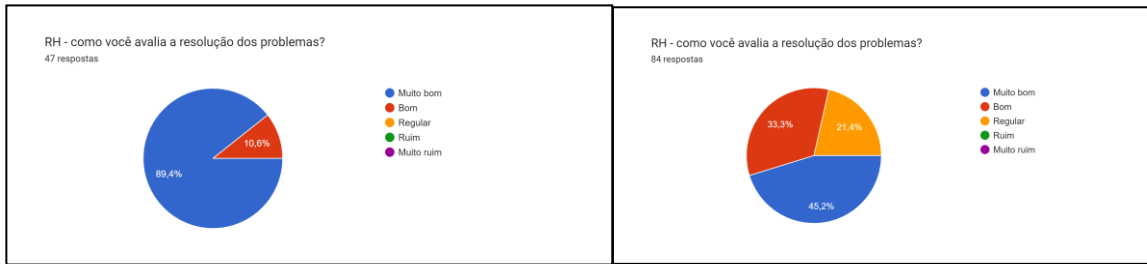 RH - como você avalia a resolução dos problemas?
47 respostas
Muito bom
Bom
Regular
Ruim
Muito ruim
10,6%
89,4%
RH - como você avalia a resolução dos problemas?
84 respostas
Muito bom
Bom
Regular
Ruim
Muito ruim
33,3%
21,4%
45,2%